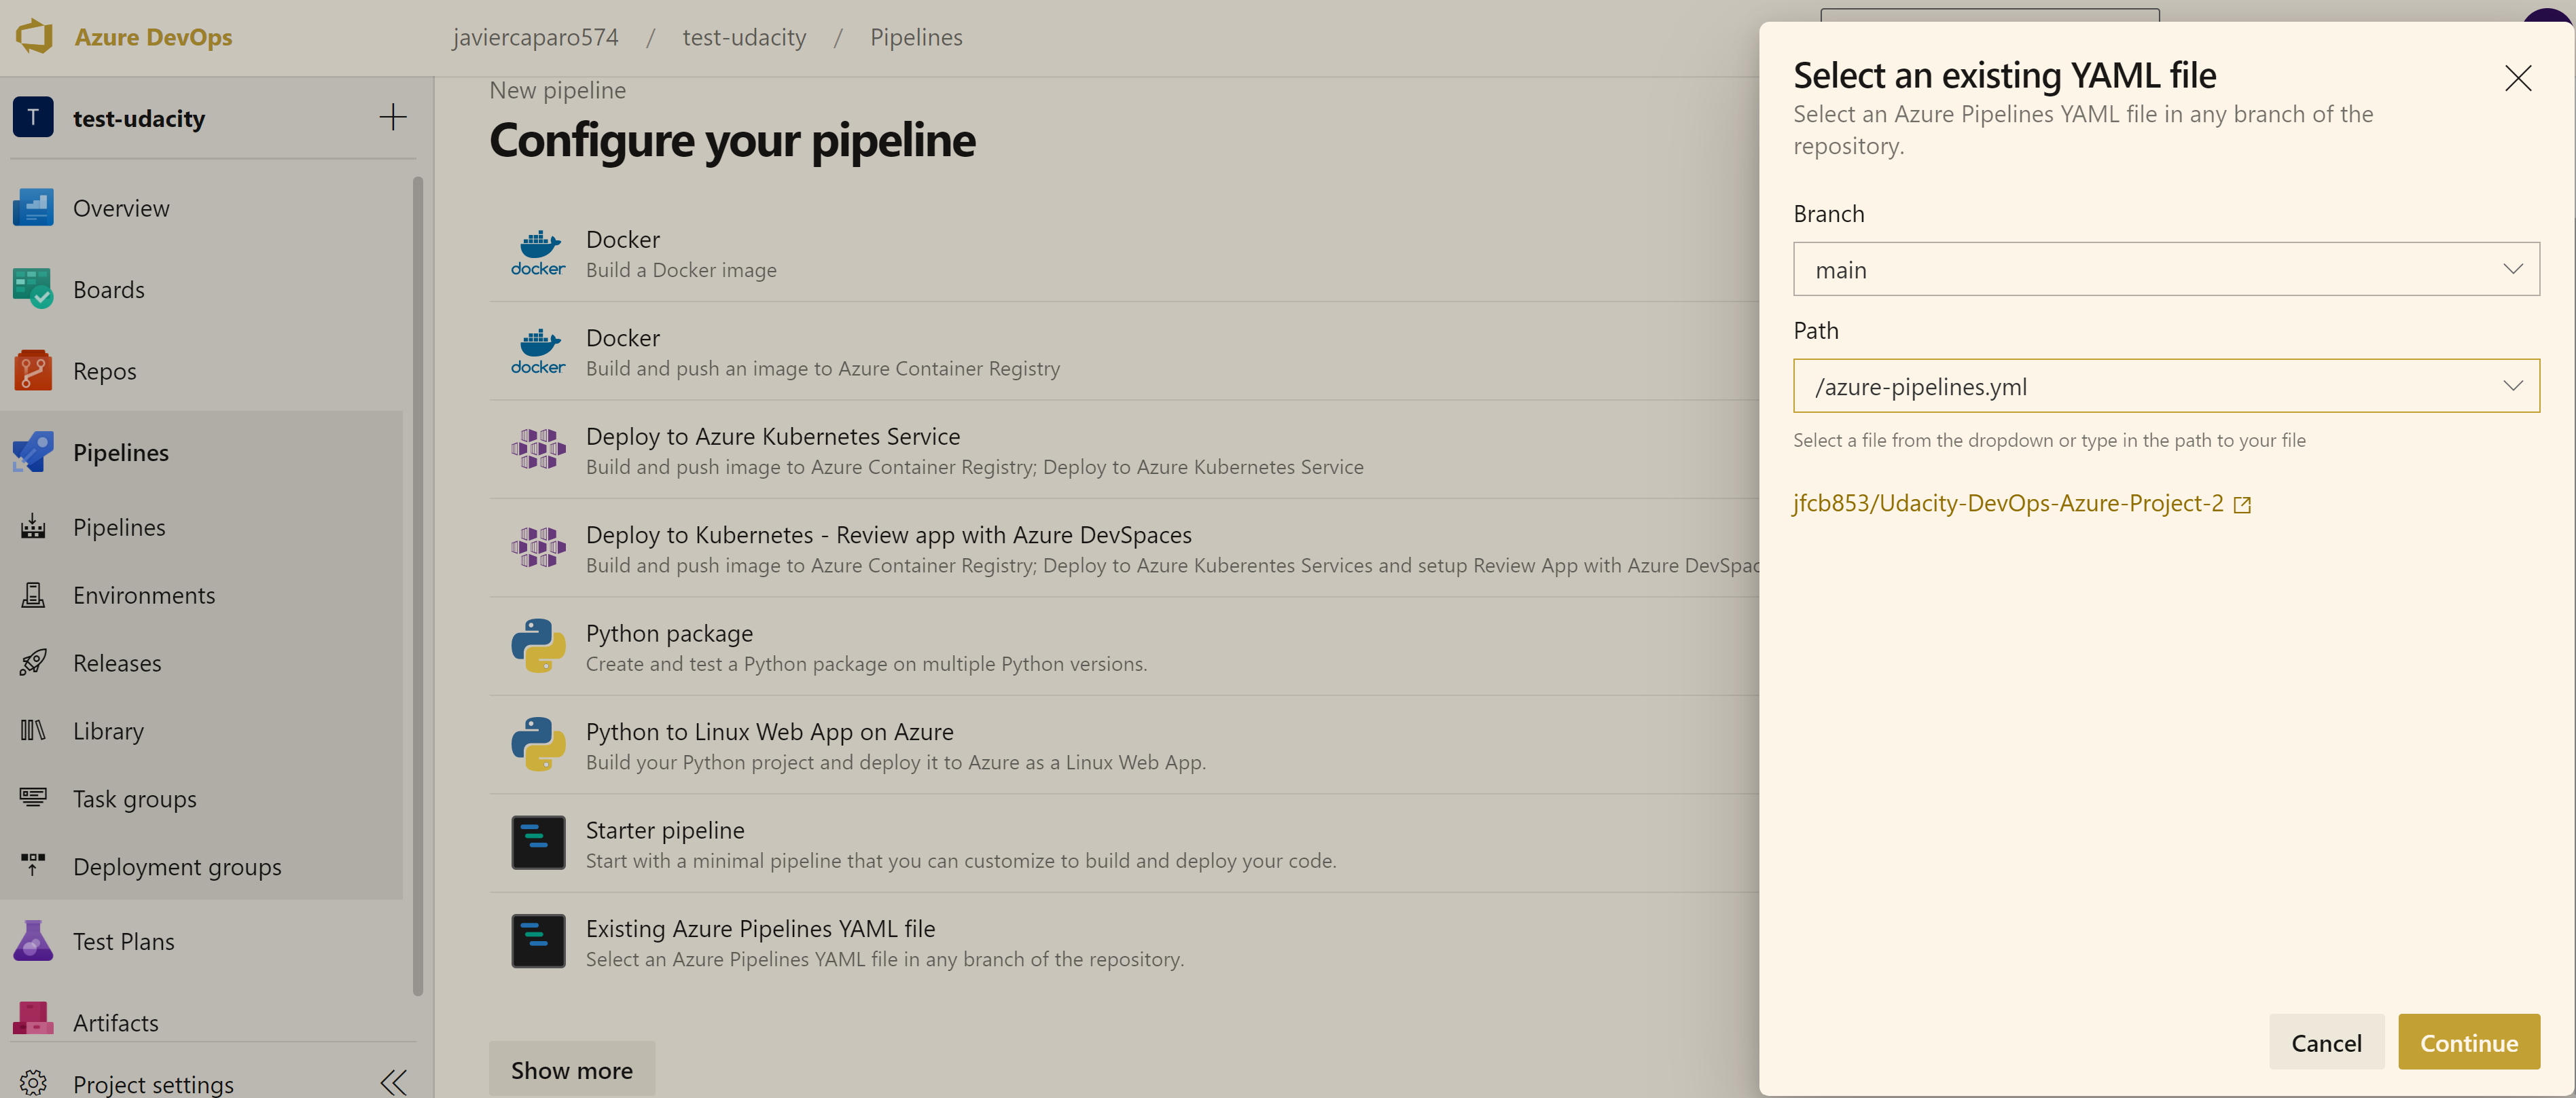 Azure DevOps
javiercaparo574 / test-udacity / Pipelines
T test-udacity
Overview
Boards
Repos
Pipelines
Pipelines
Environments
Releases
Library
Task groups
Deployment groups
Test Plans
Artifacts
Project settings
New pipeline
Configure your pipeline
docker
Docker
Build a Docker image
docker
Docker
Build and push an image to Azure Container Registry
Deploy to Azure Kubernetes Service
Build and push image to Azure Container Registry; Deploy to Azure Kubernetes Service
Deploy to Kubernetes - Review app with Azure DevSpaces
Build and push image to Azure Container Registry; Deploy to Azure Kuberentes Services and setup Review App with Azure DevSpac
Python package
Create and test a Python package on multiple Python versions.
Python to Linux Web App on Azure
Build your Python project and deploy it to Azure as a Linux Web App.
Starter pipeline
Start with a minimal pipeline that you can customize to build and deploy your code.
Existing Azure Pipelines YAML file
Select an Azure Pipelines YAML file in any branch of the repository.
Show more
Select an existing YAML file
Select an Azure Pipelines YAML file in any branch of the
repository.
Branch
main
Path
/azure-pipelines.yml
Select a file from the dropdown or type in the path to your file
jfcb853/Udacity-DevOps-Azure-Project-2
Cancel
Continue